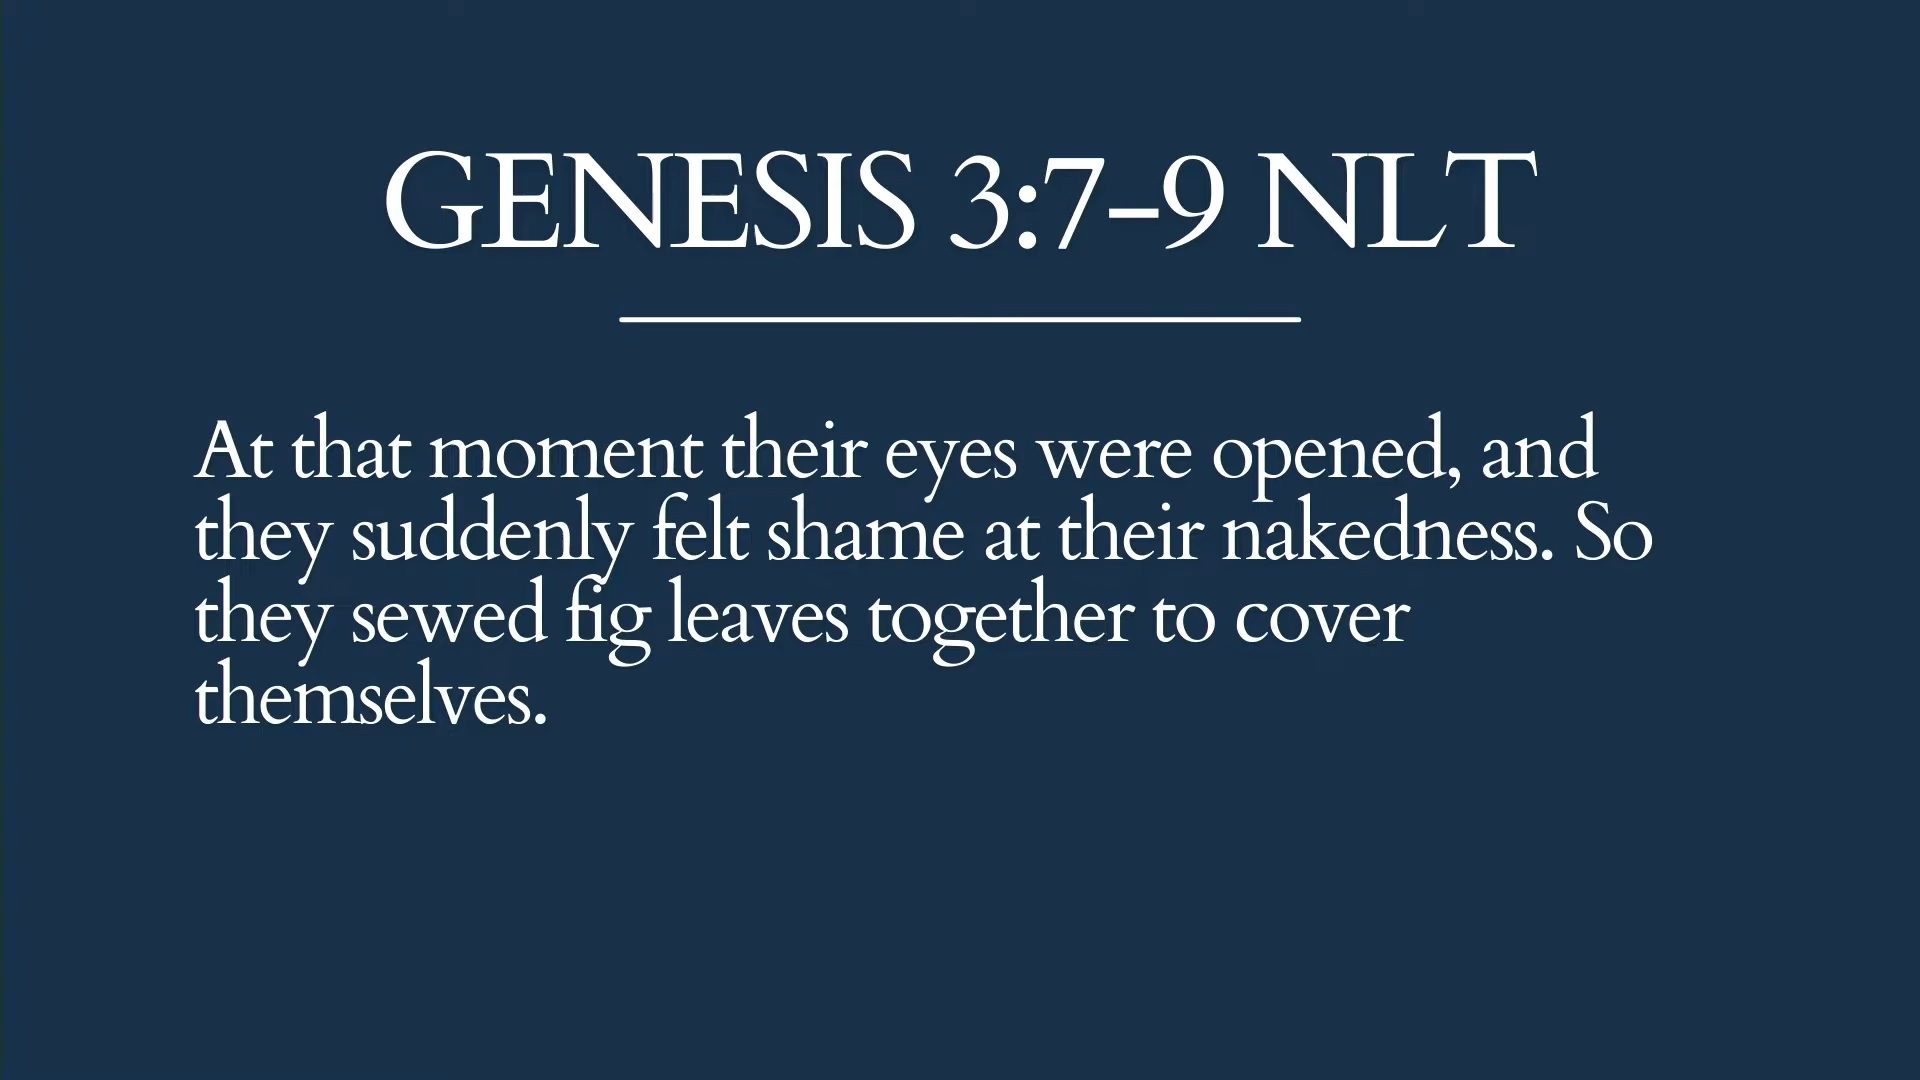 GENESIS 3:7–9 NLT
At that moment their eyes were opened, and
they suddenly felt shame at their nakedness. So
they sewed fig leaves together to cover
themselves.